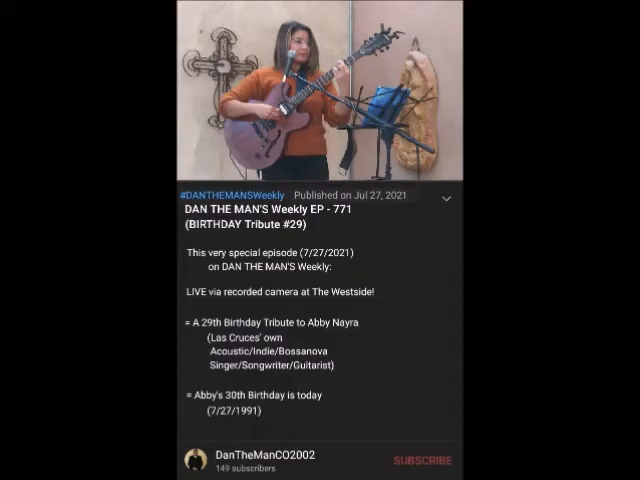 #DANTHEMANSWeekly Published on Jul 27, 2021
DAN THE MAN'S Weekly EP - 771
(BIRTHDAY Tribute #29)
This very special episode (7/27/2021)
on DAN THE MAN'S Weekly:
LIVE via recorded camera at The Westside!
= A 29th Birthday Tribute to Abby Nayra
(Las Cruces' own
Acoustic/Indie/Bossanova
Singer/Songwriter/Guitarist)
= Abby's 30th Birthday is today
(7/27/1991)
DanTheManCO2002
149 subscribers
SUBSCRIBE